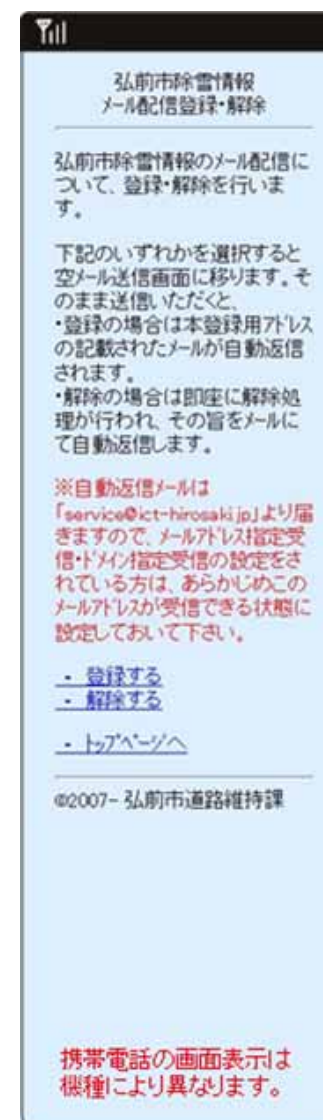 弘前市除雪情報
メール配信登録・解除
弘前市除雪情報のメール配信に
ついて、登録・解除を行いま
す。
下記のいずれかを選択すると
空メール送信画面に移ります。そ
のまま送信いただくと、
・登録の場合は本登録用アドレス
の記載されたメールが自動返信
されます。
・解除の場合は即座に解除処
理が行われ、その旨をメールに
て自動返信します。
※自動返信メールは
「service@ict-hirosaki.jp」より届
きますので、メールアドレス指定受
信・ドメイン指定受信の設定をさ
れている方は、あらかじめこの
メールアドレスが受信できる状態に
設定しておいて下さい。
・ 登録する
・ 解除する
・ トップページへ
©2007- 弘前市道路維持課
携帯電話の画面表示は
機種により異なります。